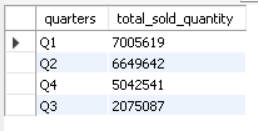 quarters total_sold_quantity
Q1 7005619
Q2 6649642
Q4 5042541
Q3 2075087